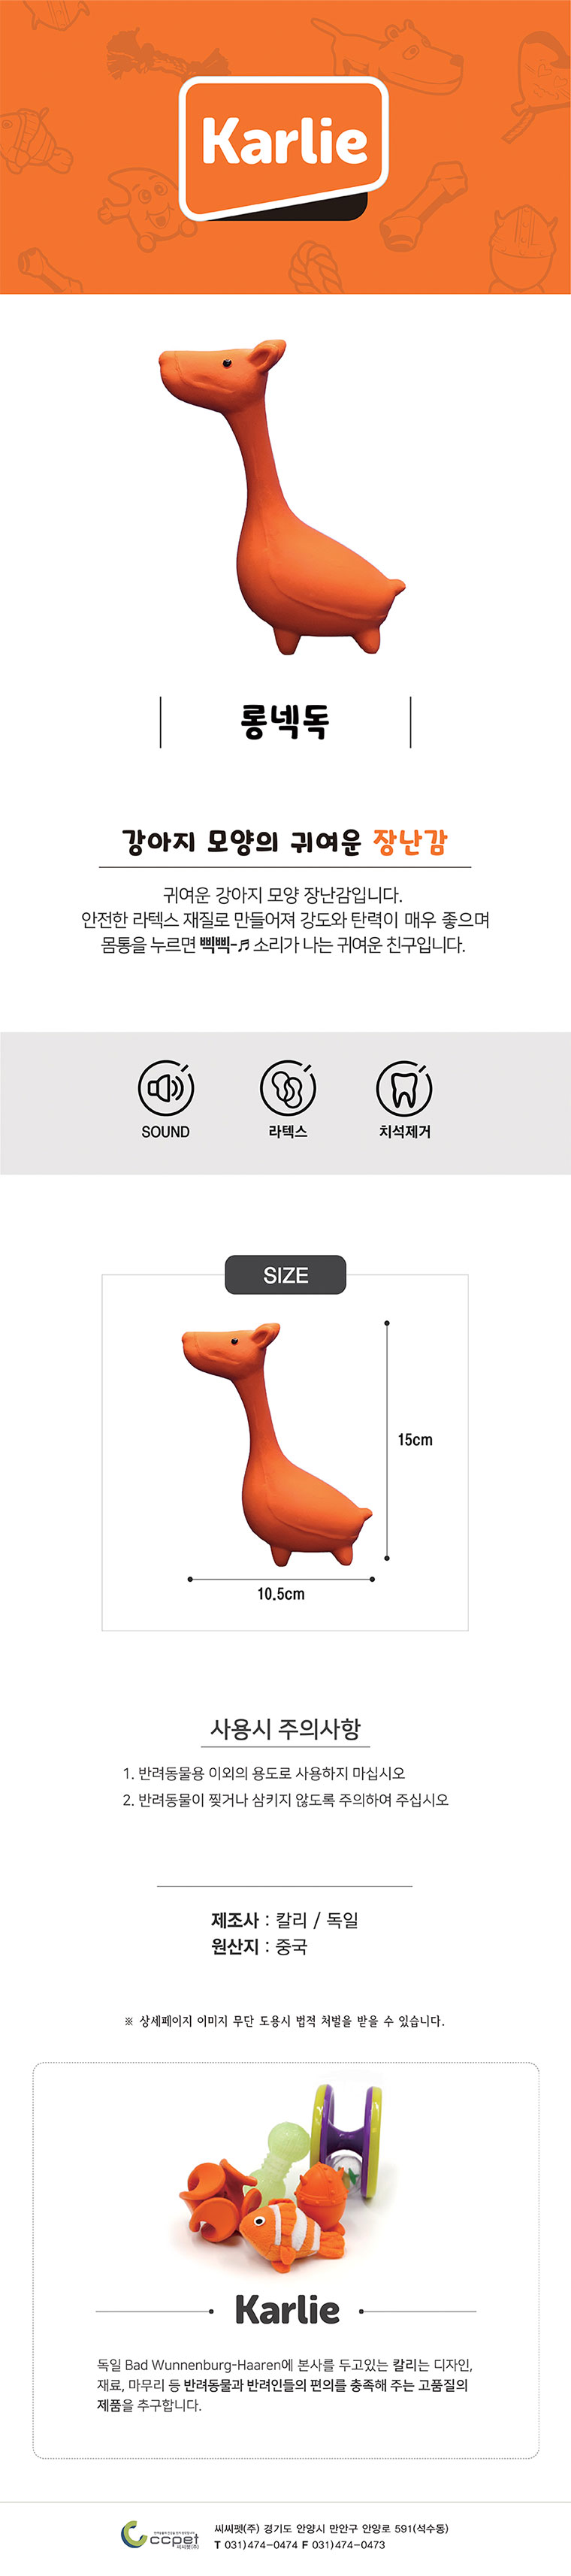 Karlie
롱넥독
강아지 모양의 귀여운 장난감
귀여운 강아지 모양 장난감입니다.
안전한 라텍스 재질로 만들어져 강도와 탄력이 매우 좋으며
몸통을 누르면 삑삑-♬ 소리가 나는 귀여운 친구입니다.
SOUND
라텍스
치석제거
SIZE
15cm
10.5cm
사용시 주의사항
1. 반려동물용 이외의 용도로 사용하지 마십시오
2. 반려동물이 찢거나 삼키지 않도록 주의하여 주십시오
제조사 : 칼리 / 독일
원산지 : 중국
※ 상세페이지 이미지 무단 도용시 법적 처벌을 받을 수 있습니다.
Karlie
독일 Bad Wunnenburg-Haaren에 본사를 두고있는 칼리는 디자인,
재료, 마무리 등 반려동물과 반려인들의 편의를 충족해 주는 고품질의
제품을 추구합니다.
ccpet
씨씨펫(주)
씨씨펫(주) 경기도 안양시 만안구 안양로 591(석수동)
T 031)474-0474 F 031)474-0473